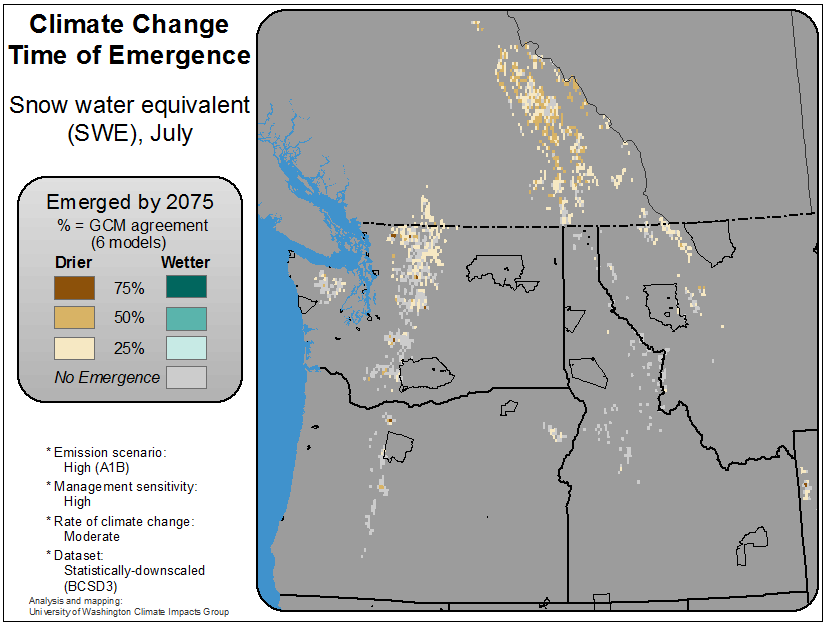 Climate Change
Time of Emergence
Snow water equivalent
(SWE), July
Emerged by 2075
% = GCM agreement
(6 models)
Drier Wetter
75%
50%
25%
No Emergence
* Emission scenario:
High (A1B)
* Management sensitivity:
High
* Rate of climate change:
Moderate
* Dataset:
Statistically-downscaled
(BCSD3)
Analysis and mapping:
University of Washington Climate Impacts Group